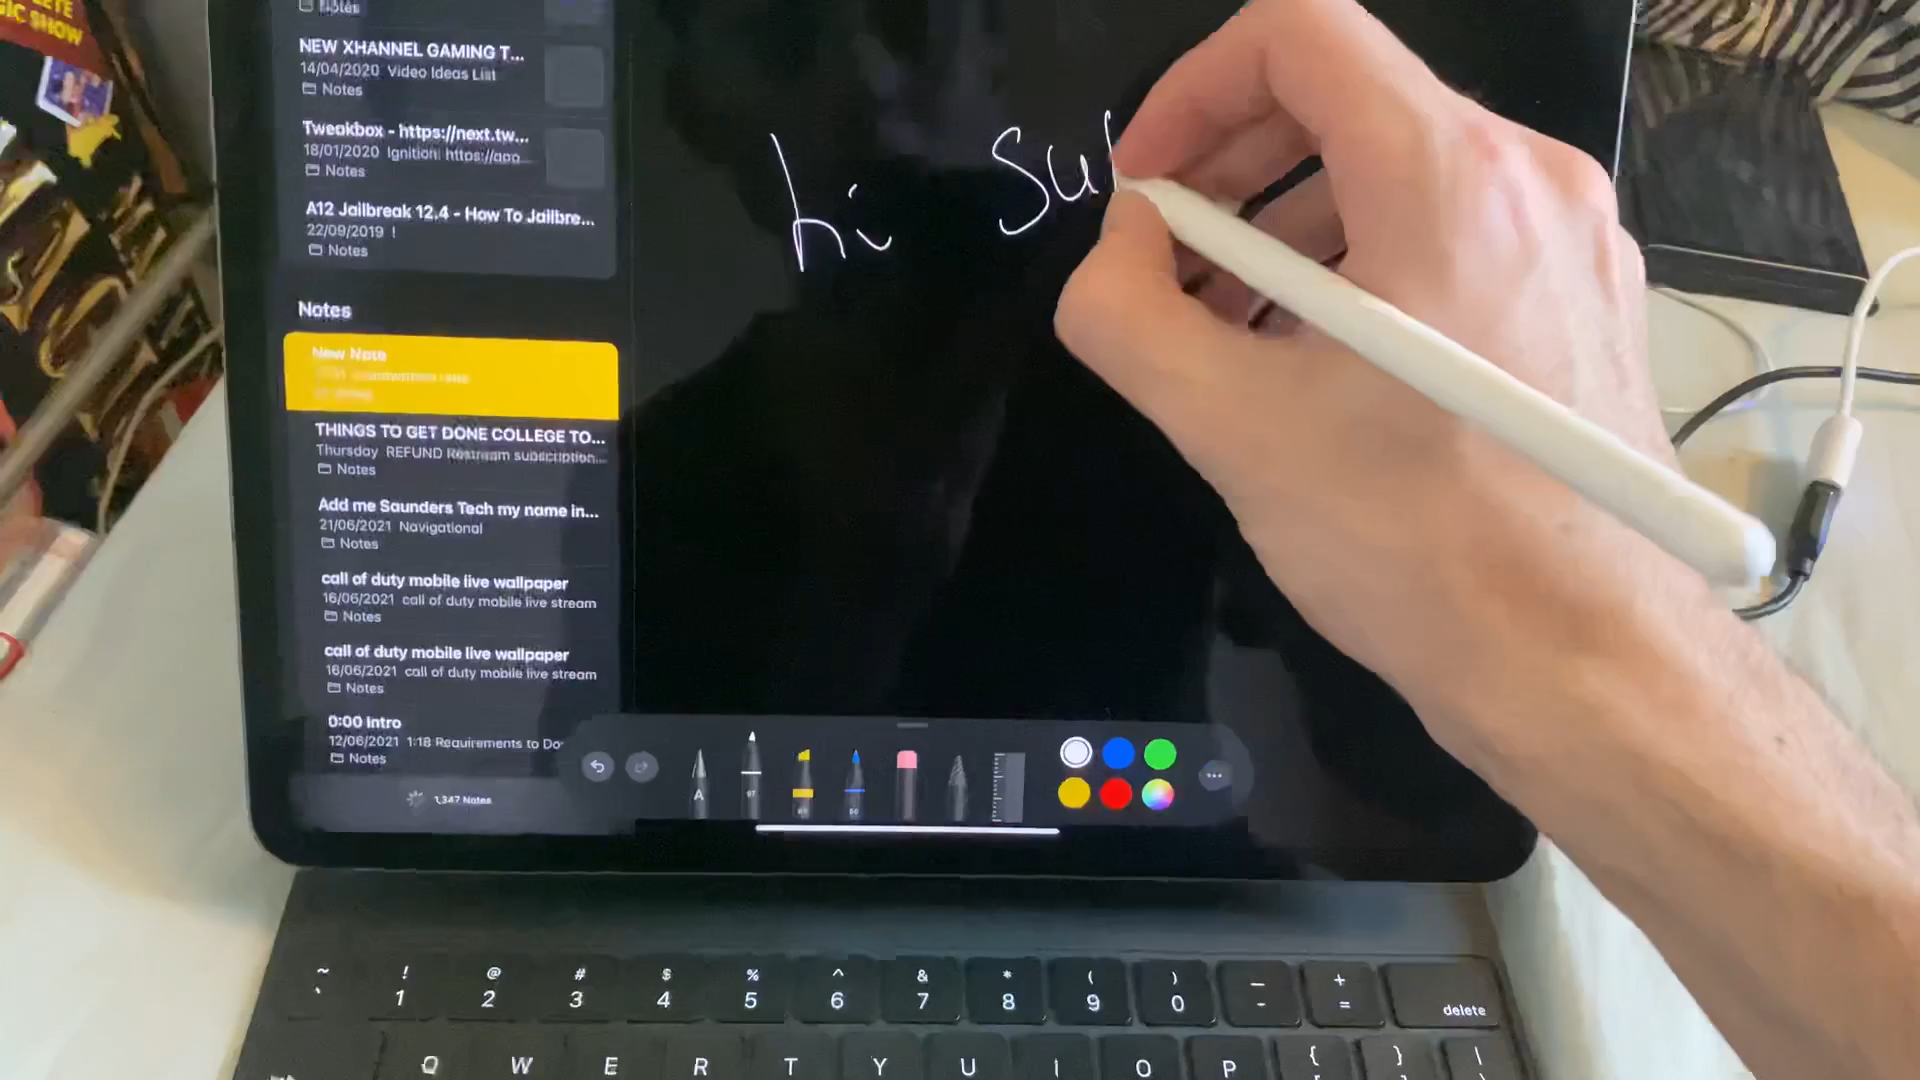 MAGIC SHOW
Notes
NEW XHANNEL GAMING T...
14/04/2020 Video Ideas List
Notes
Tweakbox - https://next.tw...
18/01/2020 Ignition: https://app
Notes
A12 Jailbreak 12.4 - How To Jailbre...
22/09/2019 !
Notes
Notes
New Note
THINGS TO GET DONE COLLEGE TO...
Thursday REFUND Restream subscription...
Notes
Add me Saunders Tech my name in...
21/06/2021 Navigational
Notes
call of duty mobile live wallpaper
16/06/2021 call of duty mobile live stream
Notes
call of duty mobile live wallpaper
16/06/2021 call of duty mobile live stream
Notes
0:00 Intro
12/06/2021 1:18 Requirements to Do
Notes
1,347 Notes
hi Su
A 97
~ ! @ # $ % ^ & * ( ) _ +
` 1 2 3 4 5 6 7 8 9 0 - = delete
Q W E R T Y U I O P { } |